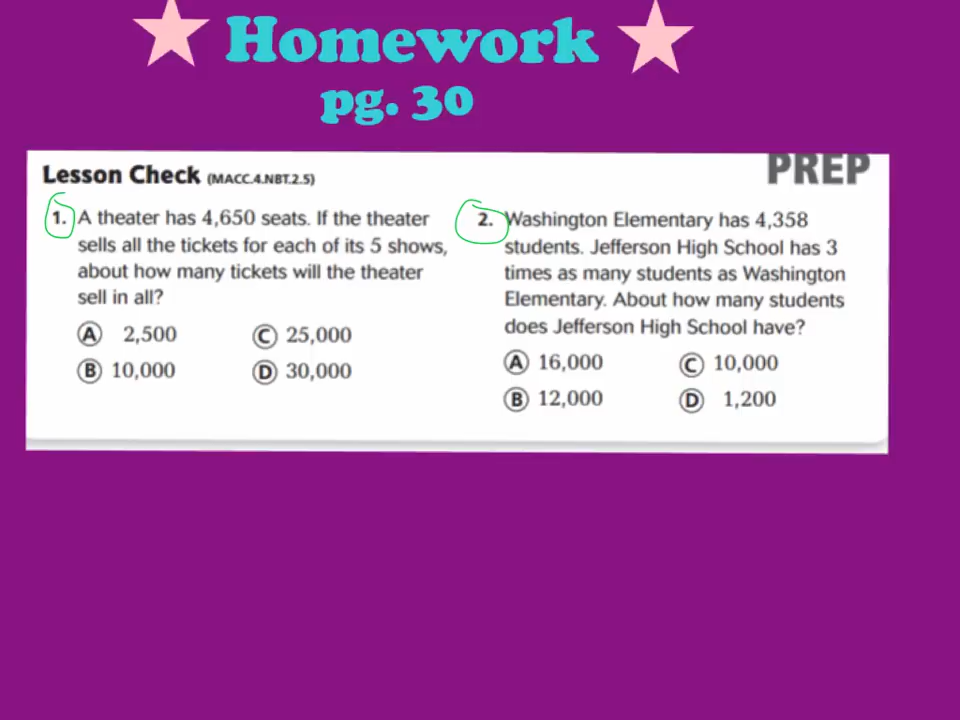 Homework
pg. 30
PREP
Lesson Check (MACC.4.NBT.2.5)
1. A theater has 4,650 seats. If the theater
sells all the tickets for each of its 5 shows,
about how many tickets will the theater
sell in all?
A 2,500
C 25,000
B 10,000
D 30,000
2. Washington Elementary has 4,358
students. Jefferson High School has 3
times as many students as Washington
Elementary. About how many students
does Jefferson High School have?
A 16,000
C 10,000
B 12,000
D 1,200